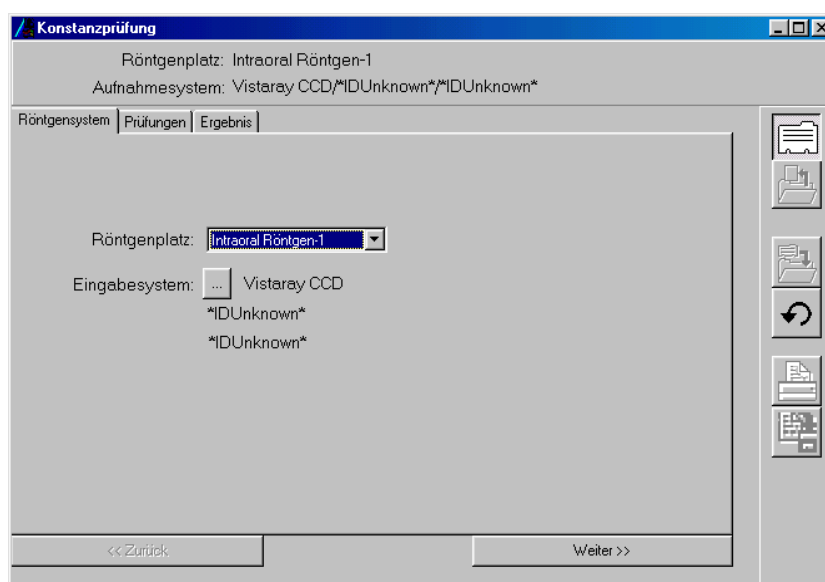 Konstanzprüfung
Röntgenplatz: Intraoral Röntgen-1
Aufnahmesystem: Vistaray CCD/*IDUnknown*/*IDUnknown*
Röntgensystem Prüfungen Ergebnis
Röntgenplatz: Intraoral Röntgen-1
Eingabesystem: ... Vistaray CCD
*IDUnknown*
*IDUnknown*
<< Zurück Weiter >>